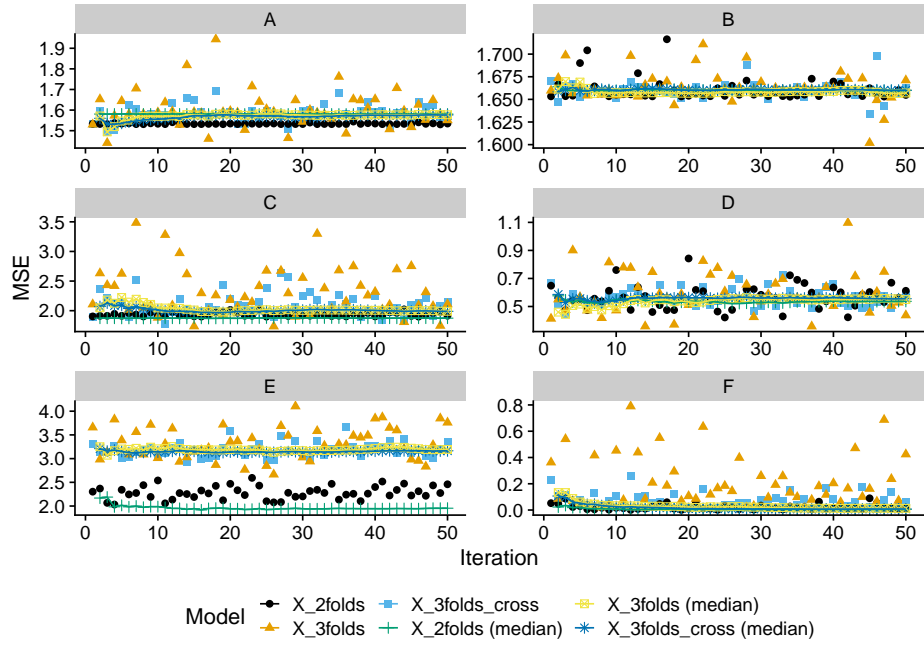 A
B
1.9
1.8
1.7
1.6
1.5
1.700
1.675
1.650
1.625
1.600
0 10 20 30 40 50
0 10 20 30 40 50
C
D
3.5
3.0
2.5
2.0
1.1
0.9
0.7
0.5
0 10 20 30 40 50
0 10 20 30 40 50
MSE
E
F
4.0
3.5
3.0
2.5
2.0
0.8
0.6
0.4
0.2
0.0
0 10 20 30 40 50
0 10 20 30 40 50
Iteration
Model
X_2folds X_3folds_cross X_3folds (median)
X_3folds X_2folds (median) X_3folds_cross (median)